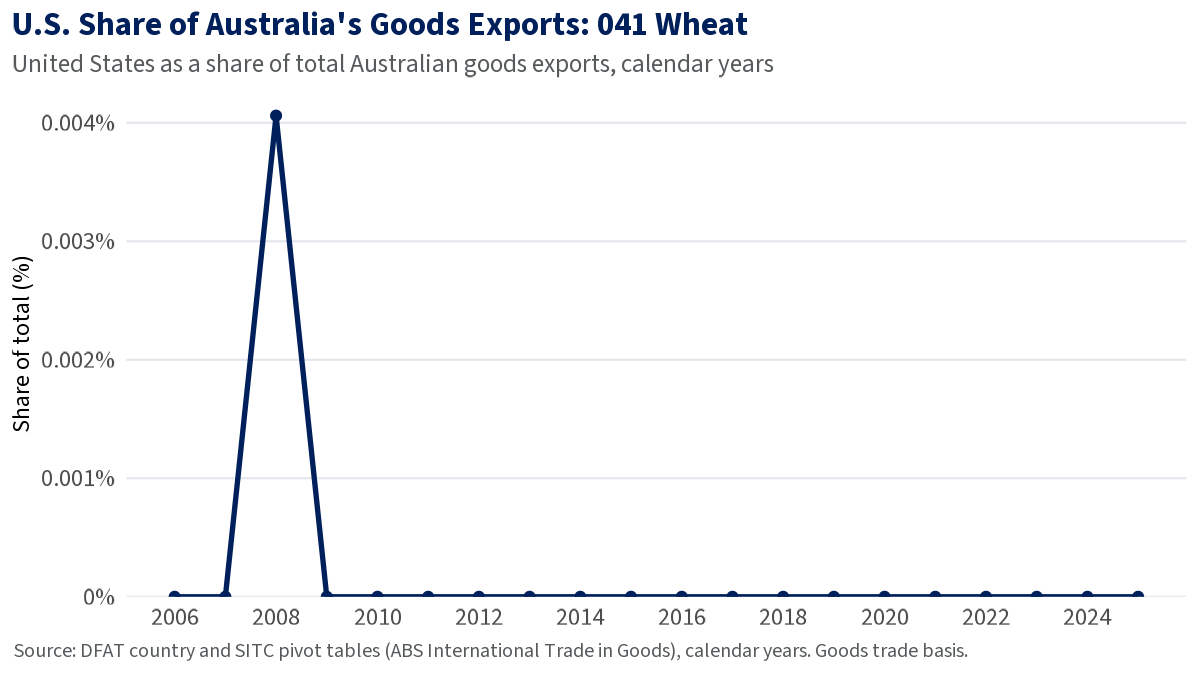 U.S. Share of Australia's Goods Exports: 041 Wheat
United States as a share of total Australian goods exports, calendar years
Share of total (%)
0.004%
0.003%
0.002%
0.001%
0%
2006 2008 2010 2012 2014 2016 2018 2020 2022 2024
Source: DFAT country and SITC pivot tables (ABS International Trade in Goods), calendar years. Goods trade basis.